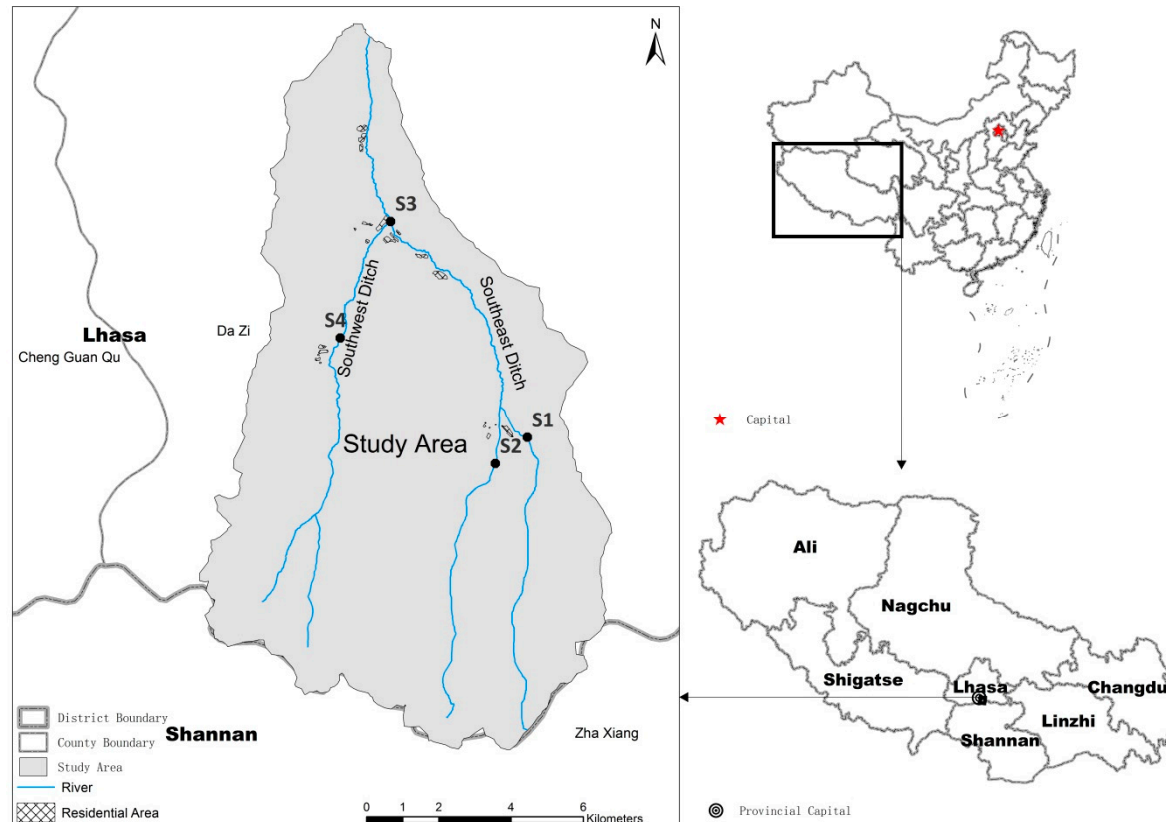 N
S3
Southwest Ditch
Southeast Ditch
S4
Lhasa
Da Zi
Cheng Guan Qu
S1
Study Area
S2
District Boundary
County Boundary
Study Area
River
Residential Area
Shannan
Zha Xiang
0 1 2 4 6
Kilometers
Capital
Ali
Nagchu
Shigatse
Lhasa
Changdu
Linzhi
Shannan
Provincial Capital